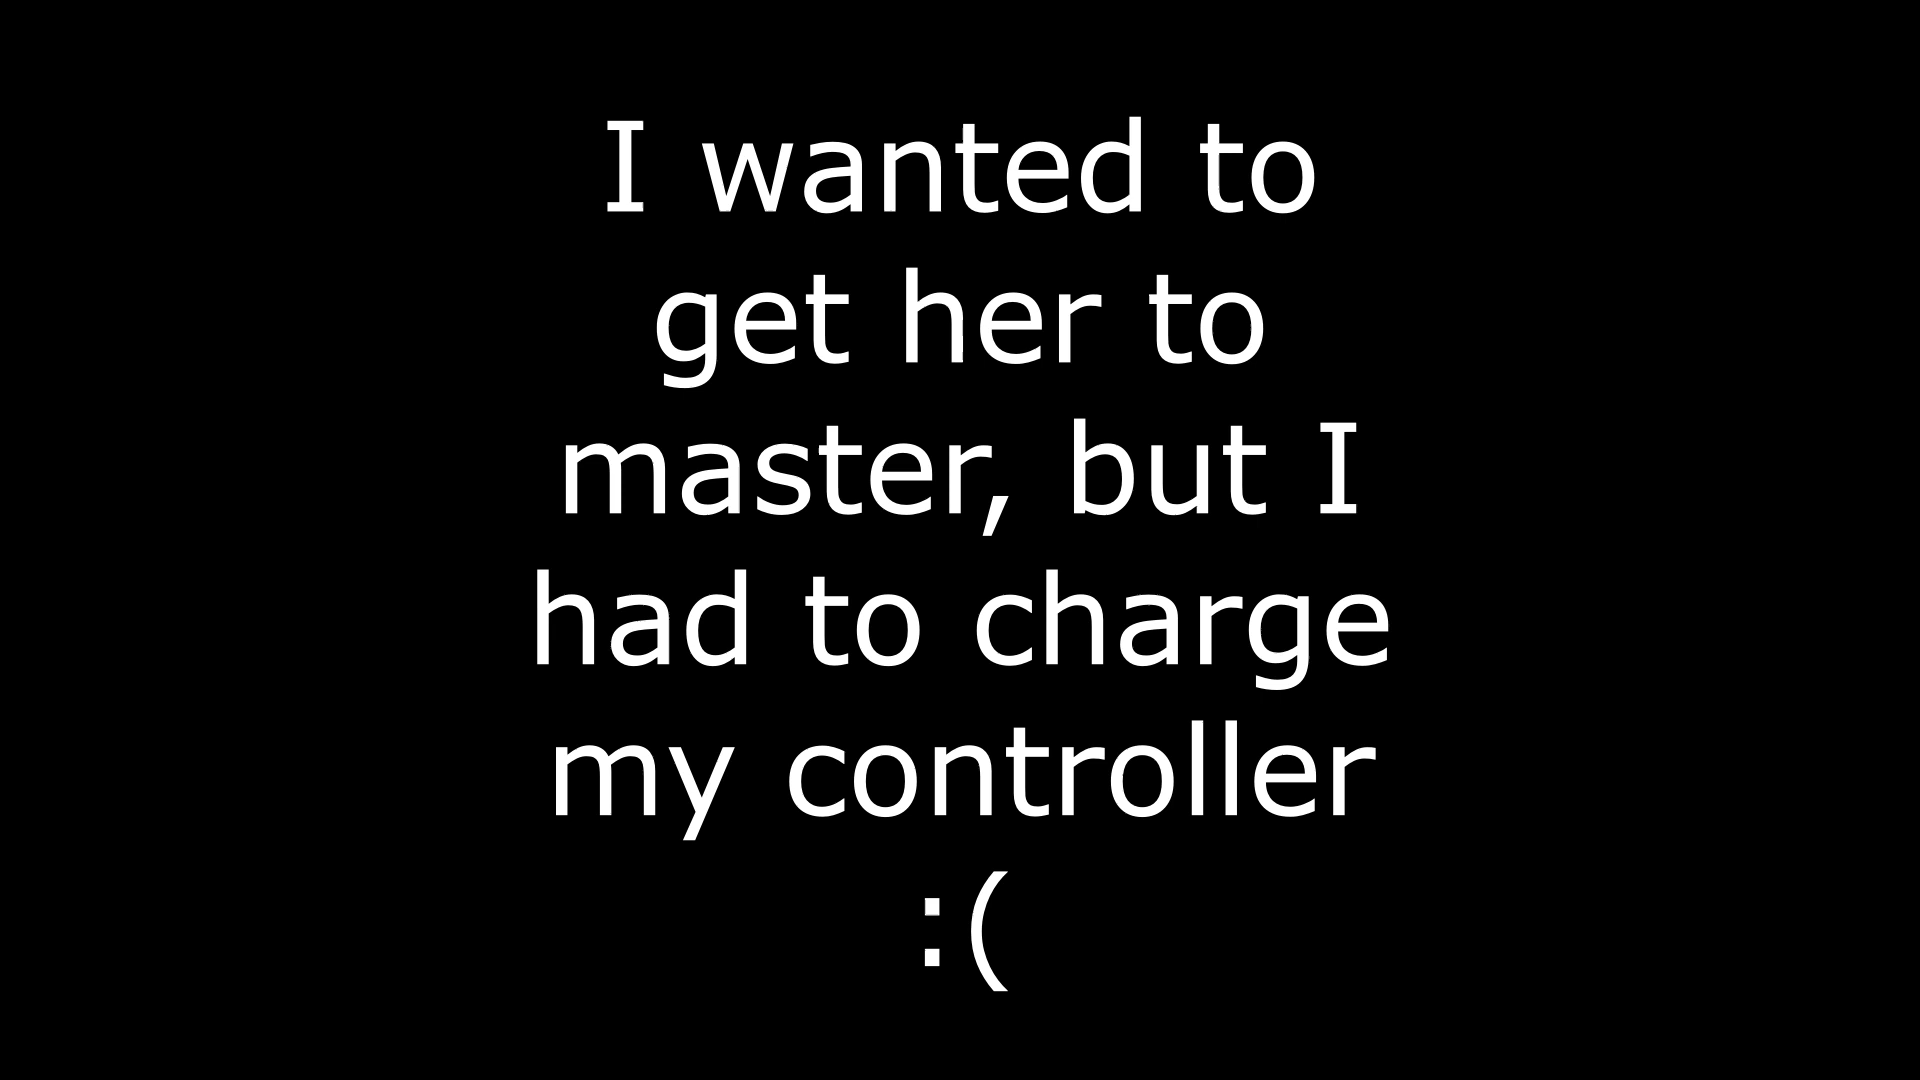 I wanted to
get her to
master, but I
had to charge
my controller
:(